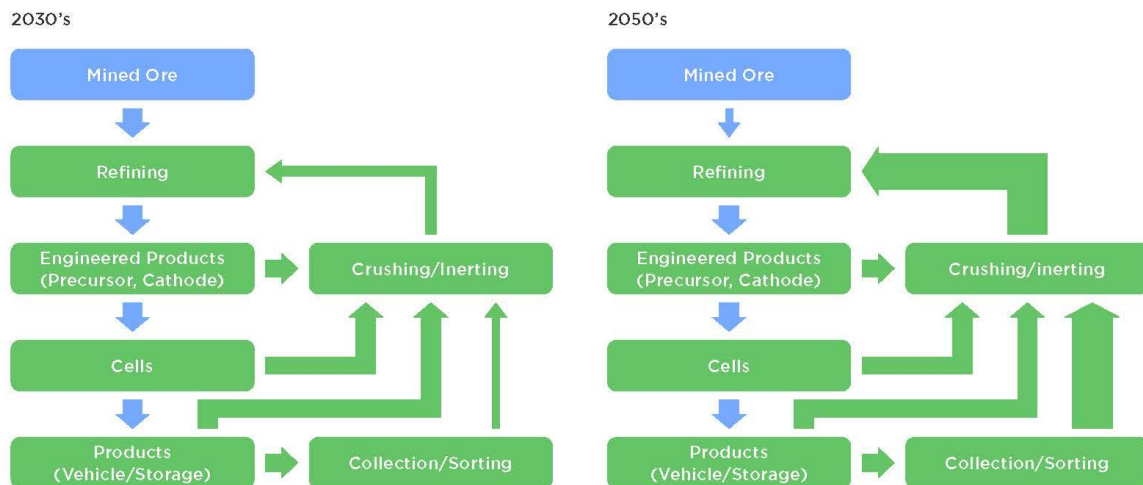 2030's
Mined Ore
Refining
Engineered Products
(Precursor, Cathode)
Crushing/Inerting
Cells
Products
(Vehicle/Storage)
Collection/Sorting
2050's
Mined Ore
Refining
Engineered Products
(Precursor, Cathode)
Crushing/inerting
Cells
Products
(Vehicle/Storage)
Collection/Sorting